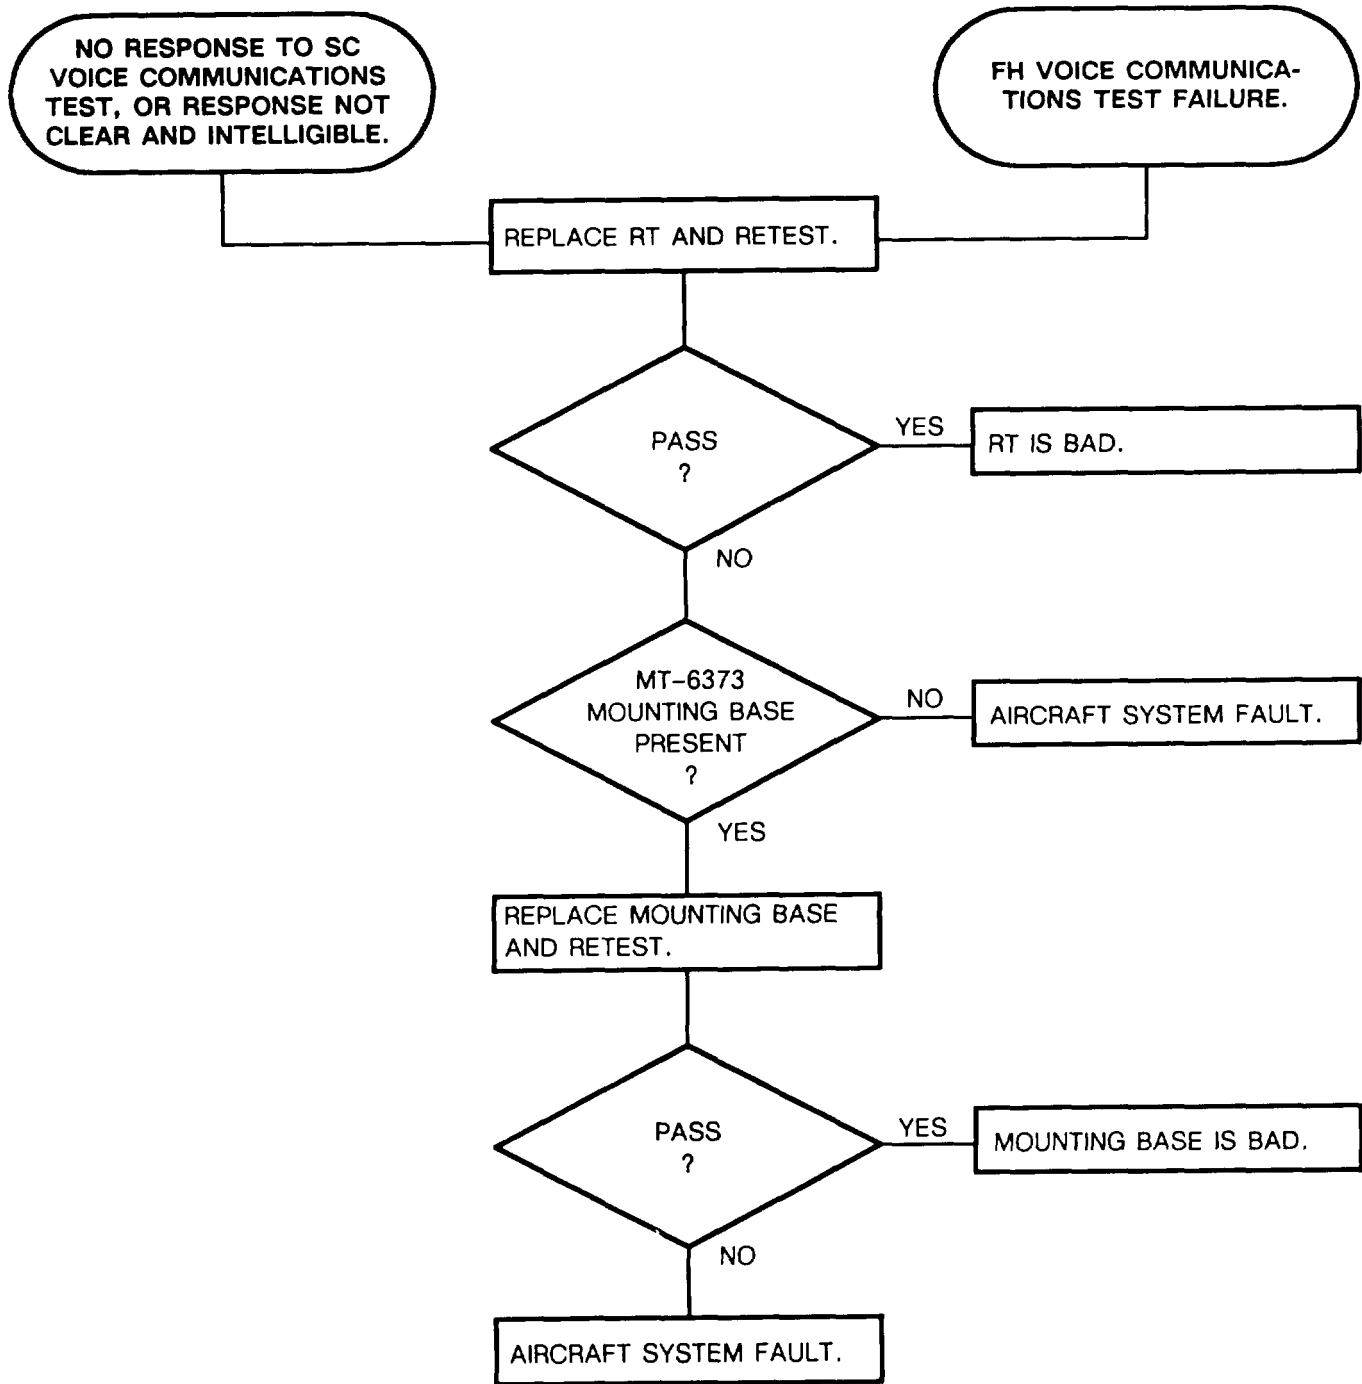 NO RESPONSE TO SC
VOICE COMMUNICATIONS
TEST, OR RESPONSE NOT
CLEAR AND INTELLIGIBLE.
FH VOICE COMMUNICA-
TIONS TEST FAILURE.
REPLACE RT AND RETEST.
PASS
?
YES
RT IS BAD.
NO
MT-6373
MOUNTING BASE
PRESENT
?
NO
AIRCRAFT SYSTEM FAULT.
YES
REPLACE MOUNTING BASE
AND RETEST.
PASS
?
YES
MOUNTING BASE IS BAD.
NO
AIRCRAFT SYSTEM FAULT.